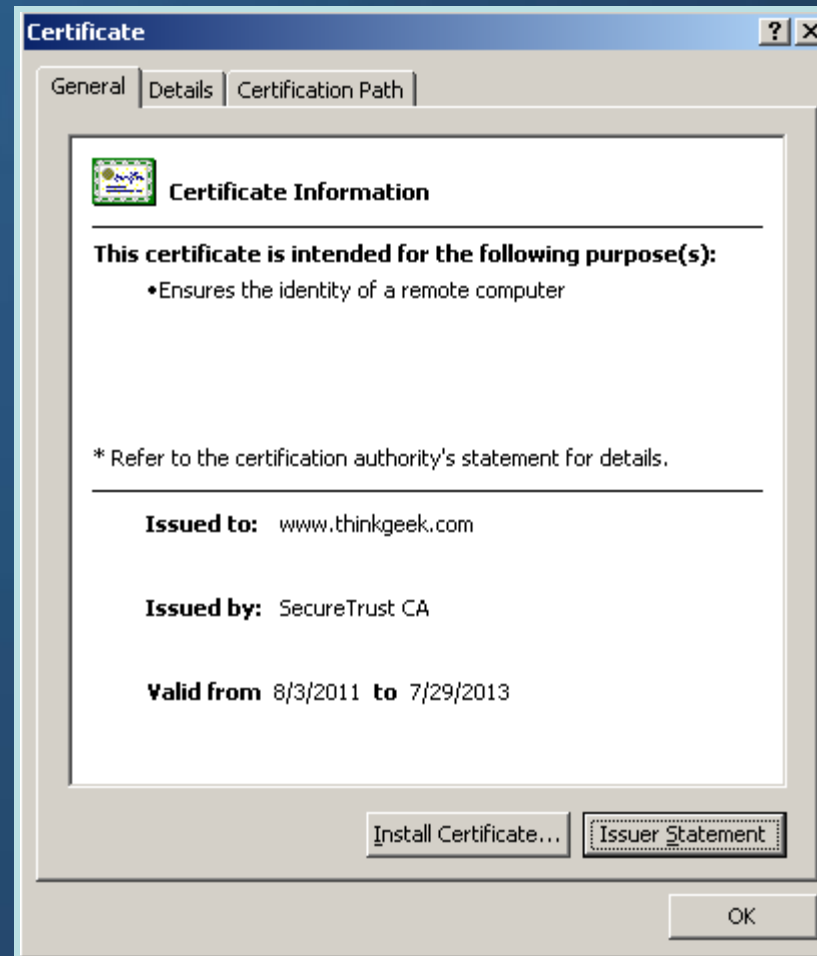 Certificate
General Details Certification Path
Certificate Information
This certificate is intended for the following purpose(s):
•Ensures the identity of a remote computer
* Refer to the certification authority's statement for details.
Issued to: www.thinkgeek.com
Issued by: SecureTrust CA
Valid from 8/3/2011 to 7/29/2013
Install Certificate... Issuer Statement
OK